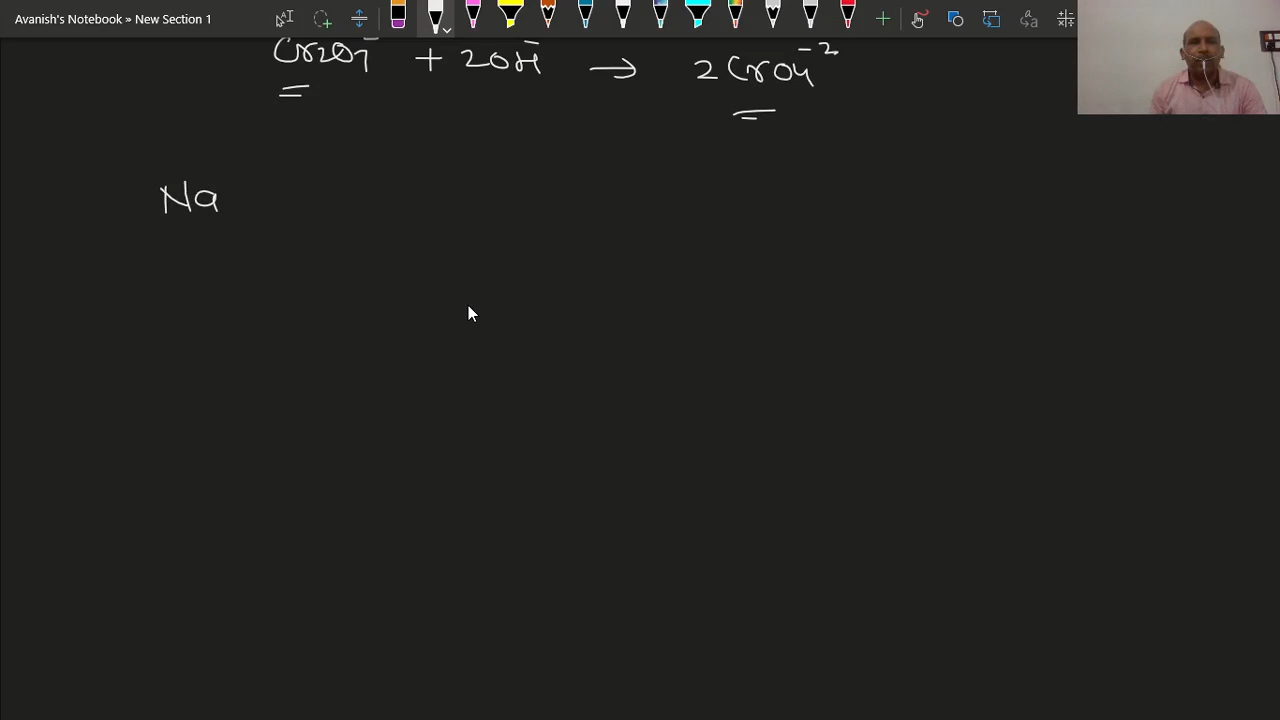 Avanish's Notebook » New Section 1
Cr2O7⁻ + 2OH⁻ → 2CrO4⁻²
Na